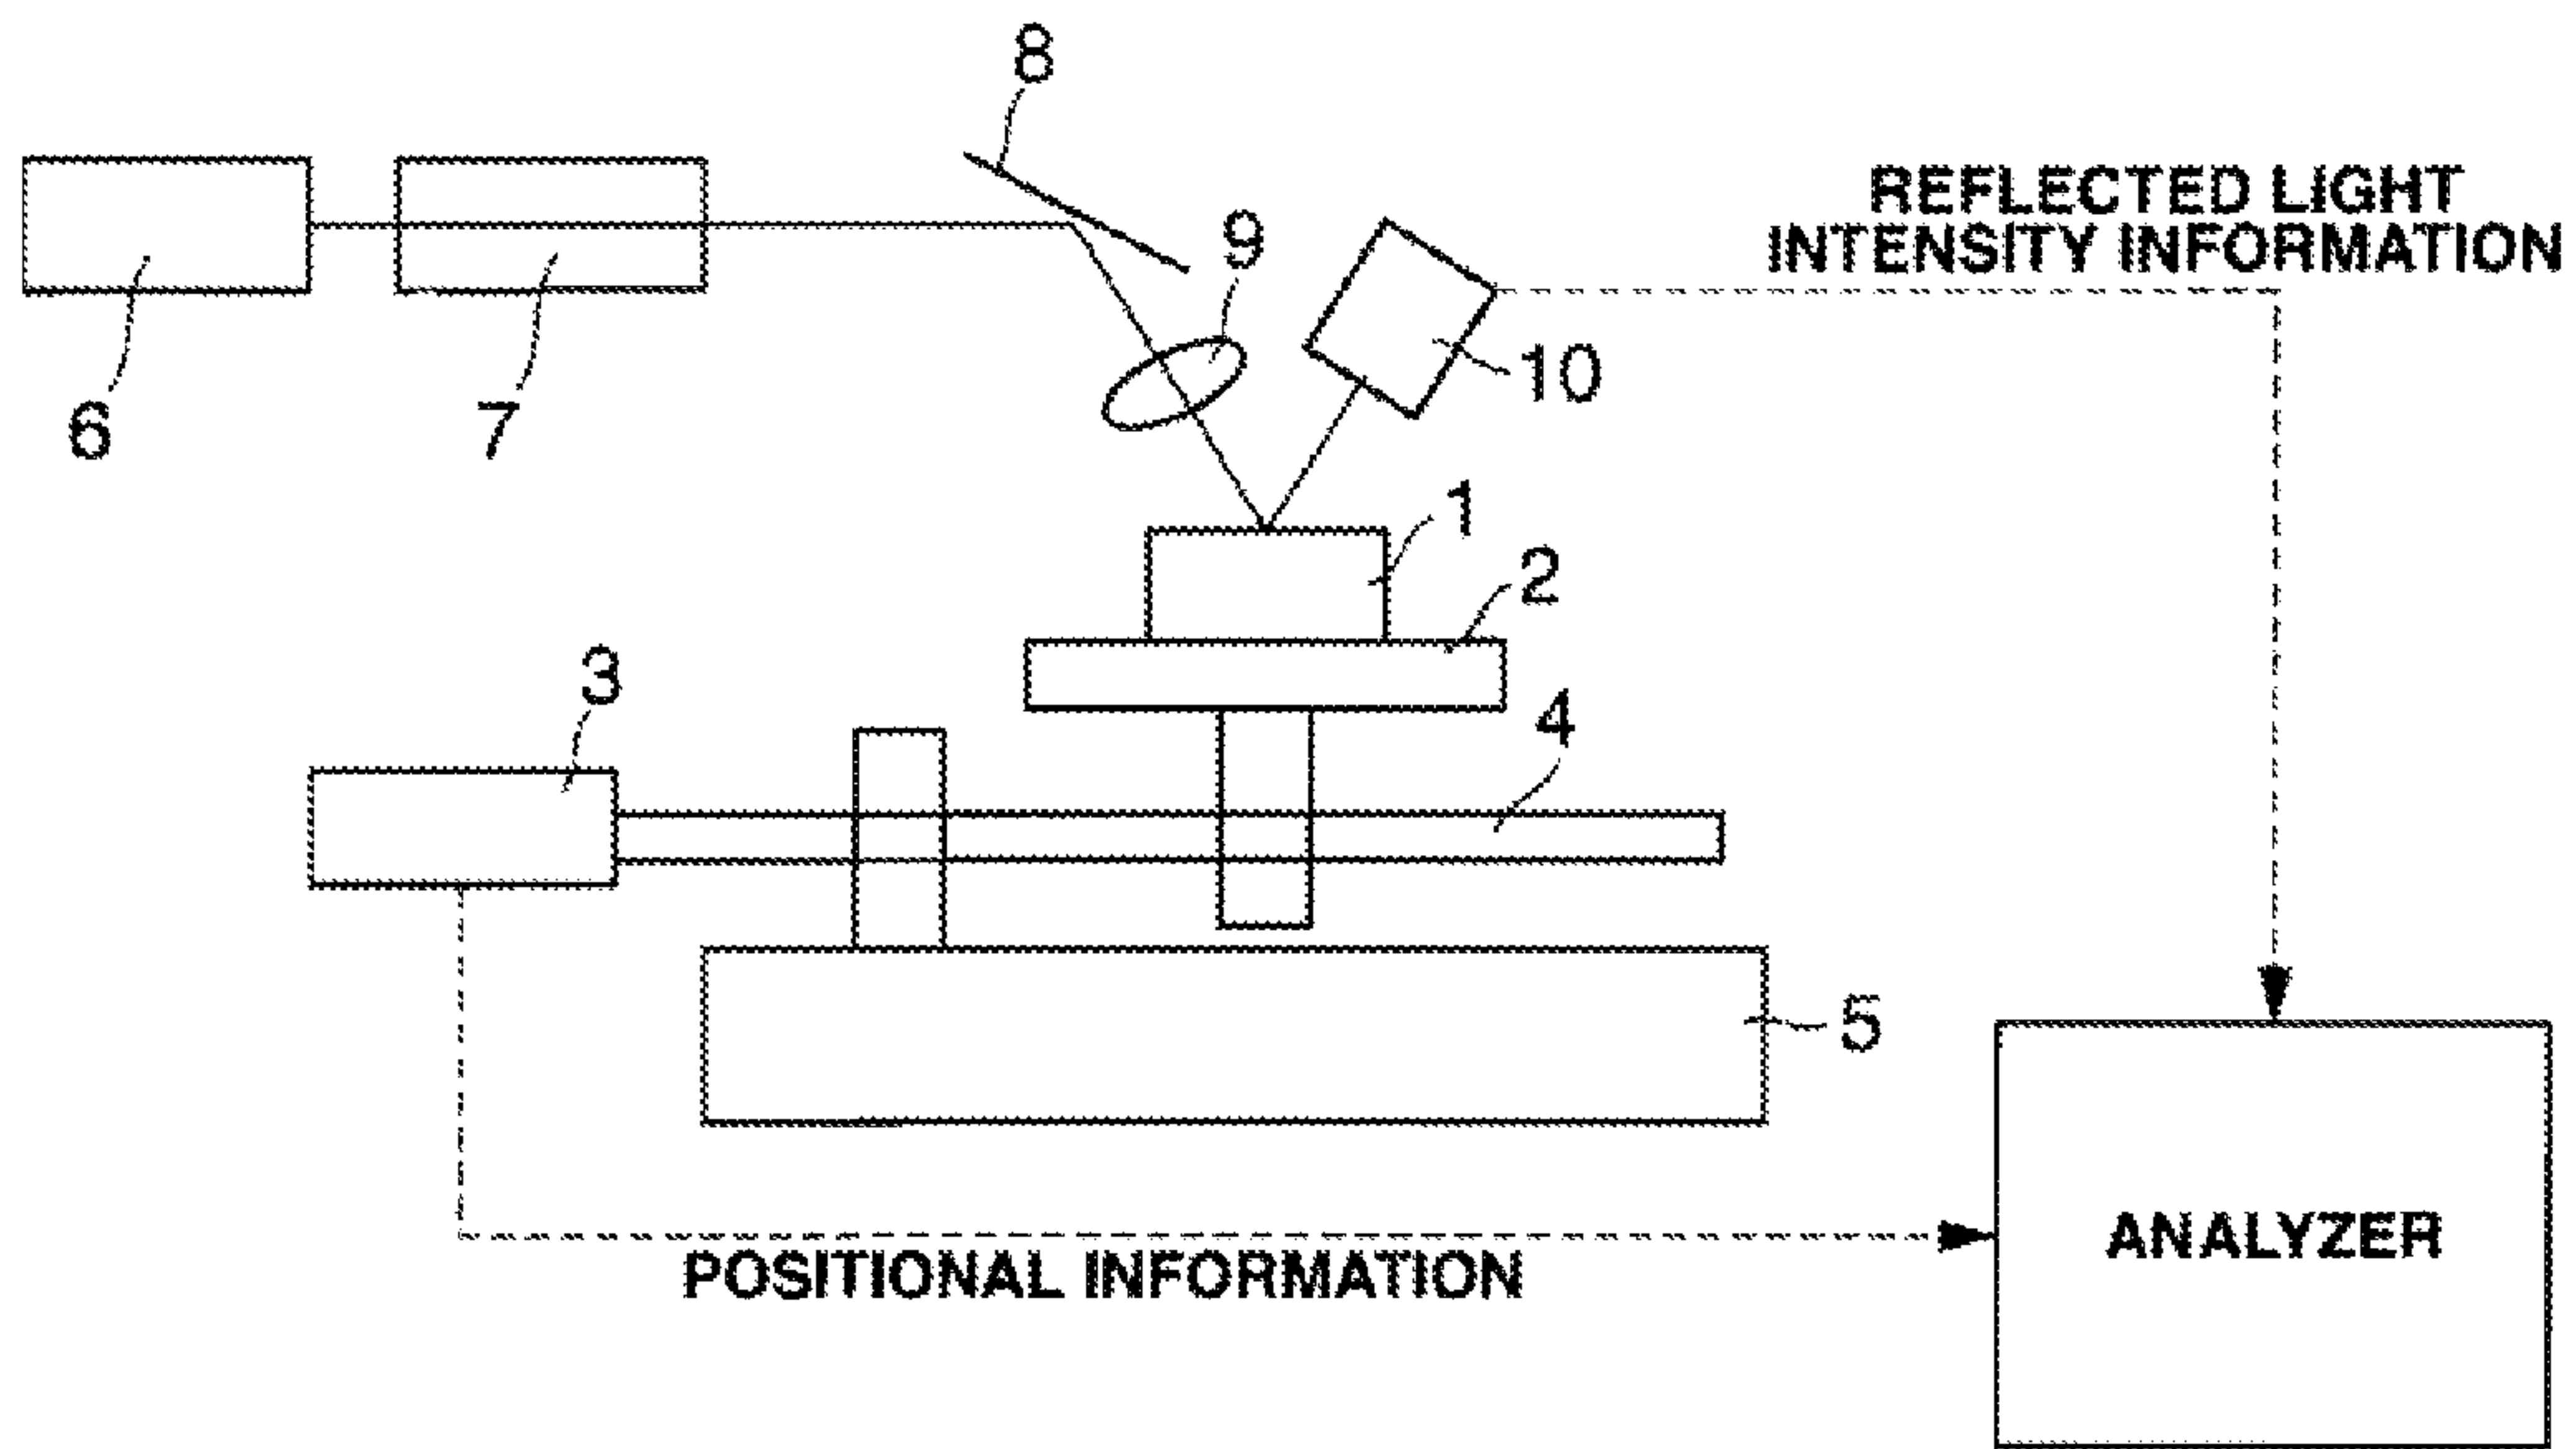 8
REFLECTED LIGHT
INTENSITY INFORMATION
9
10
6
7
1
2
3
4
5
ANALYZER
POSITIONAL INFORMATION